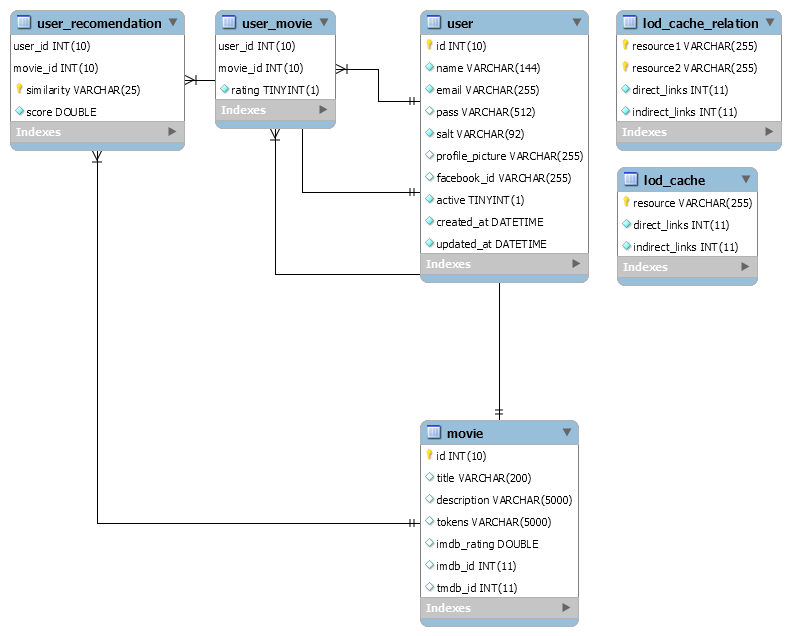 user_recomendation
user_id INT(10)
movie_id INT(10)
similarity VARCHAR(25)
score DOUBLE
Indexes
user_movie
user_id INT(10)
movie_id INT(10)
rating TINYINT(1)
Indexes
user
id INT(10)
name VARCHAR(144)
email VARCHAR(255)
pass VARCHAR(512)
salt VARCHAR(92)
profile_picture VARCHAR(255)
facebook_id VARCHAR(255)
active TINYINT(1)
created_at DATETIME
updated_at DATETIME
Indexes
lod_cache_relation
resource1 VARCHAR(255)
resource2 VARCHAR(255)
direct_links INT(11)
indirect_links INT(11)
Indexes
lod_cache
resource VARCHAR(255)
direct_links INT(11)
indirect_links INT(11)
Indexes
movie
id INT(10)
title VARCHAR(200)
description VARCHAR(5000)
tokens VARCHAR(5000)
imdb_rating DOUBLE
imdb_id INT(11)
tmdb_id INT(11)
Indexes